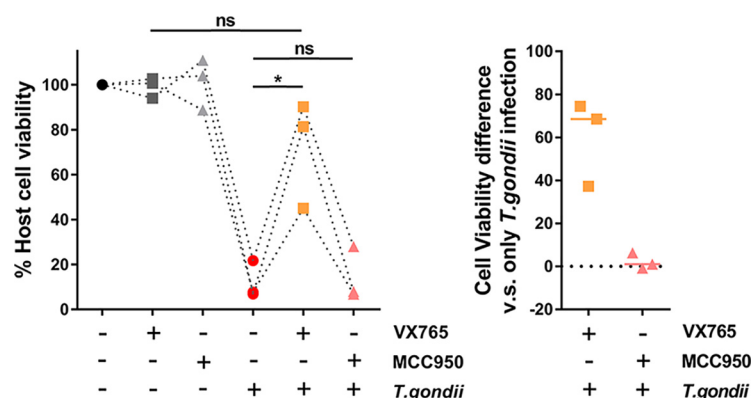 ns
ns
*
% Host cell viability
100
80
60
40
20
0
- + - - + - VX765
- - + - - + MCC950
- - - + + + T.gondii
Cell Viability difference
v.s. only T.gondii infection
100
80
60
40
20
0
-20
+ - VX765
- + MCC950
+ + T.gondii